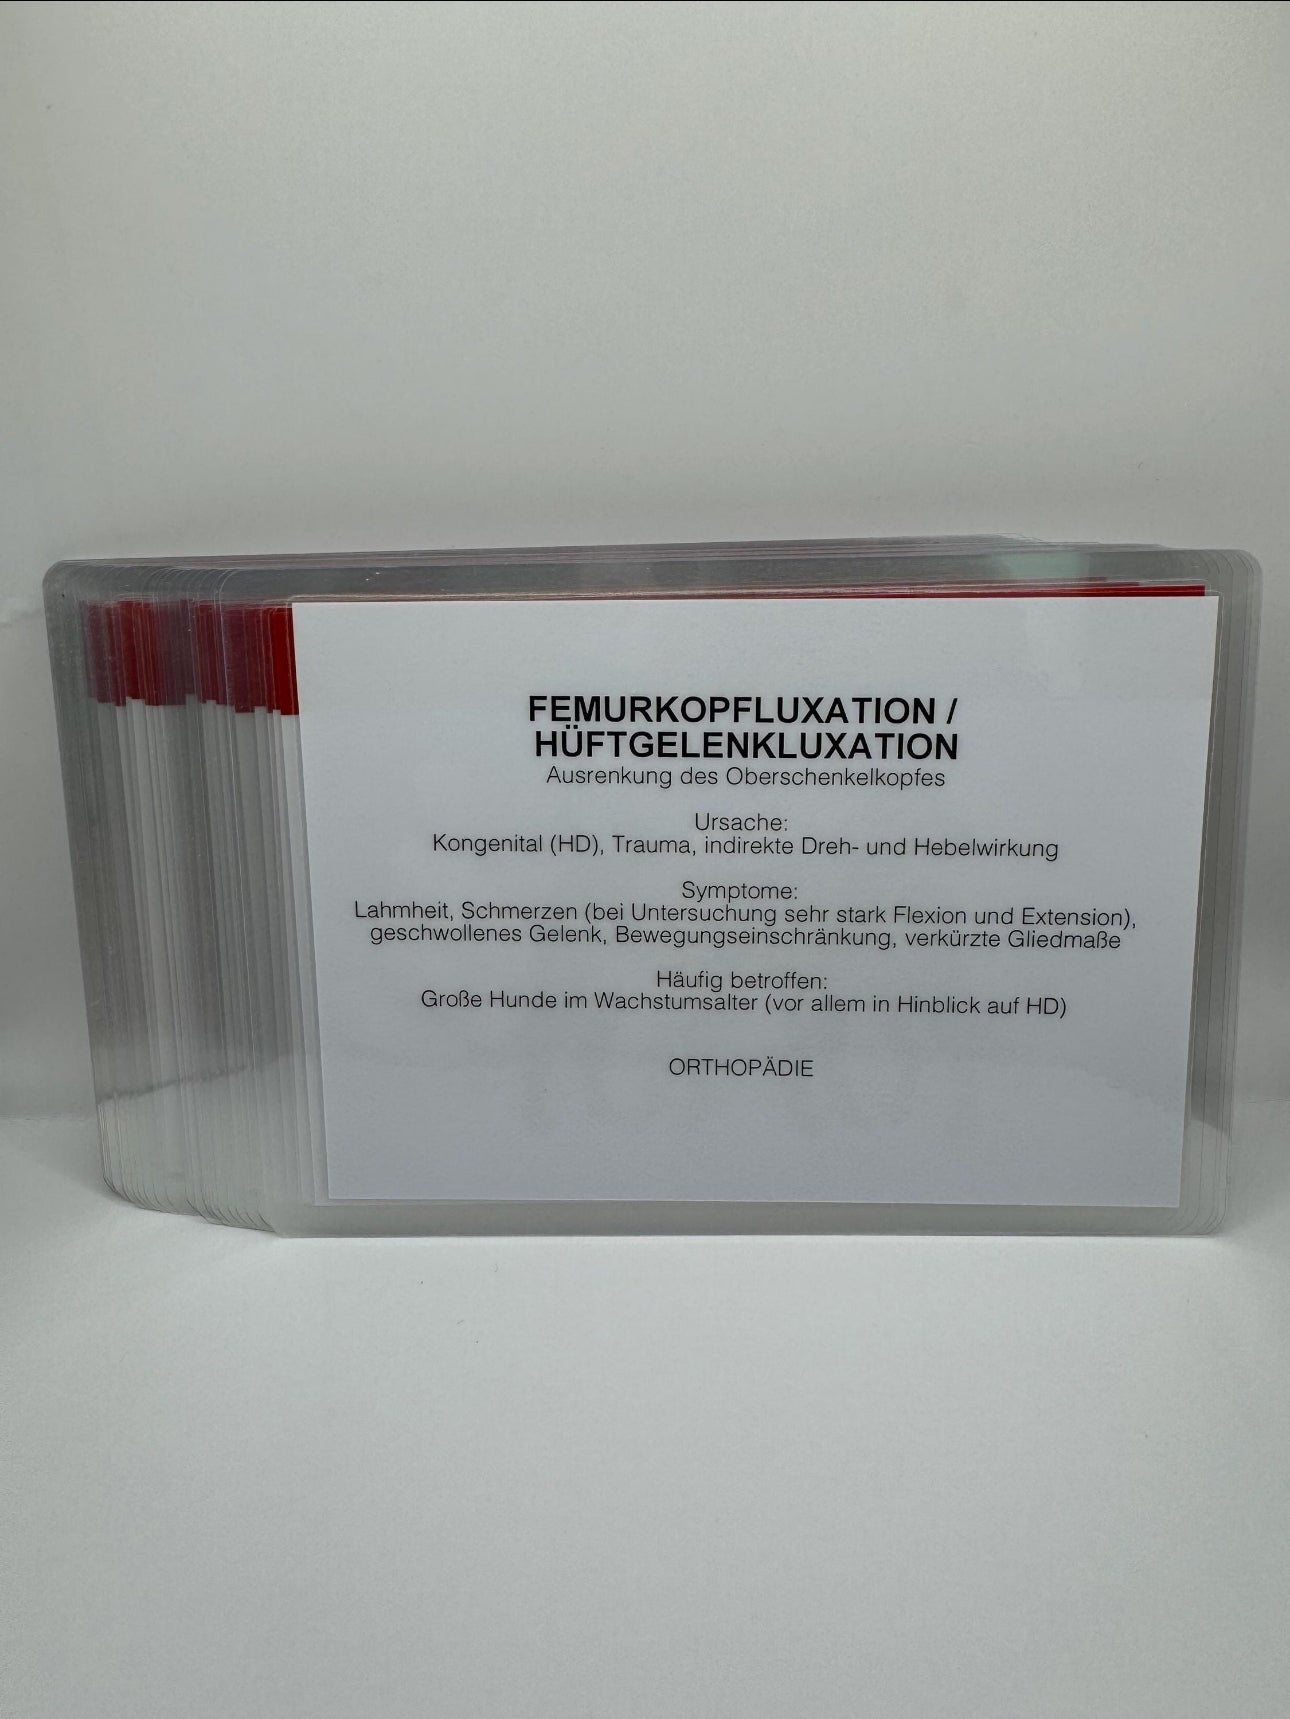 FEMURKOPFLUXATION /
HÜFTGELENKLUXATION
Ausrenkung des Oberschenkelkopfes
Ursache:
Kongenital (HD), Trauma, indirekte Dreh- und Hebelwirkung
Symptome:
Lahmheit, Schmerzen (bei Untersuchung sehr stark Flexion und Extension),
geschwollenes Gelenk, Bewegungseinschränkung, verkürzte Gliedmaße
Häufig betroffen:
Große Hunde im Wachstumsalter (vor allem in Hinblick auf HD)
ORTHOPÄDIE